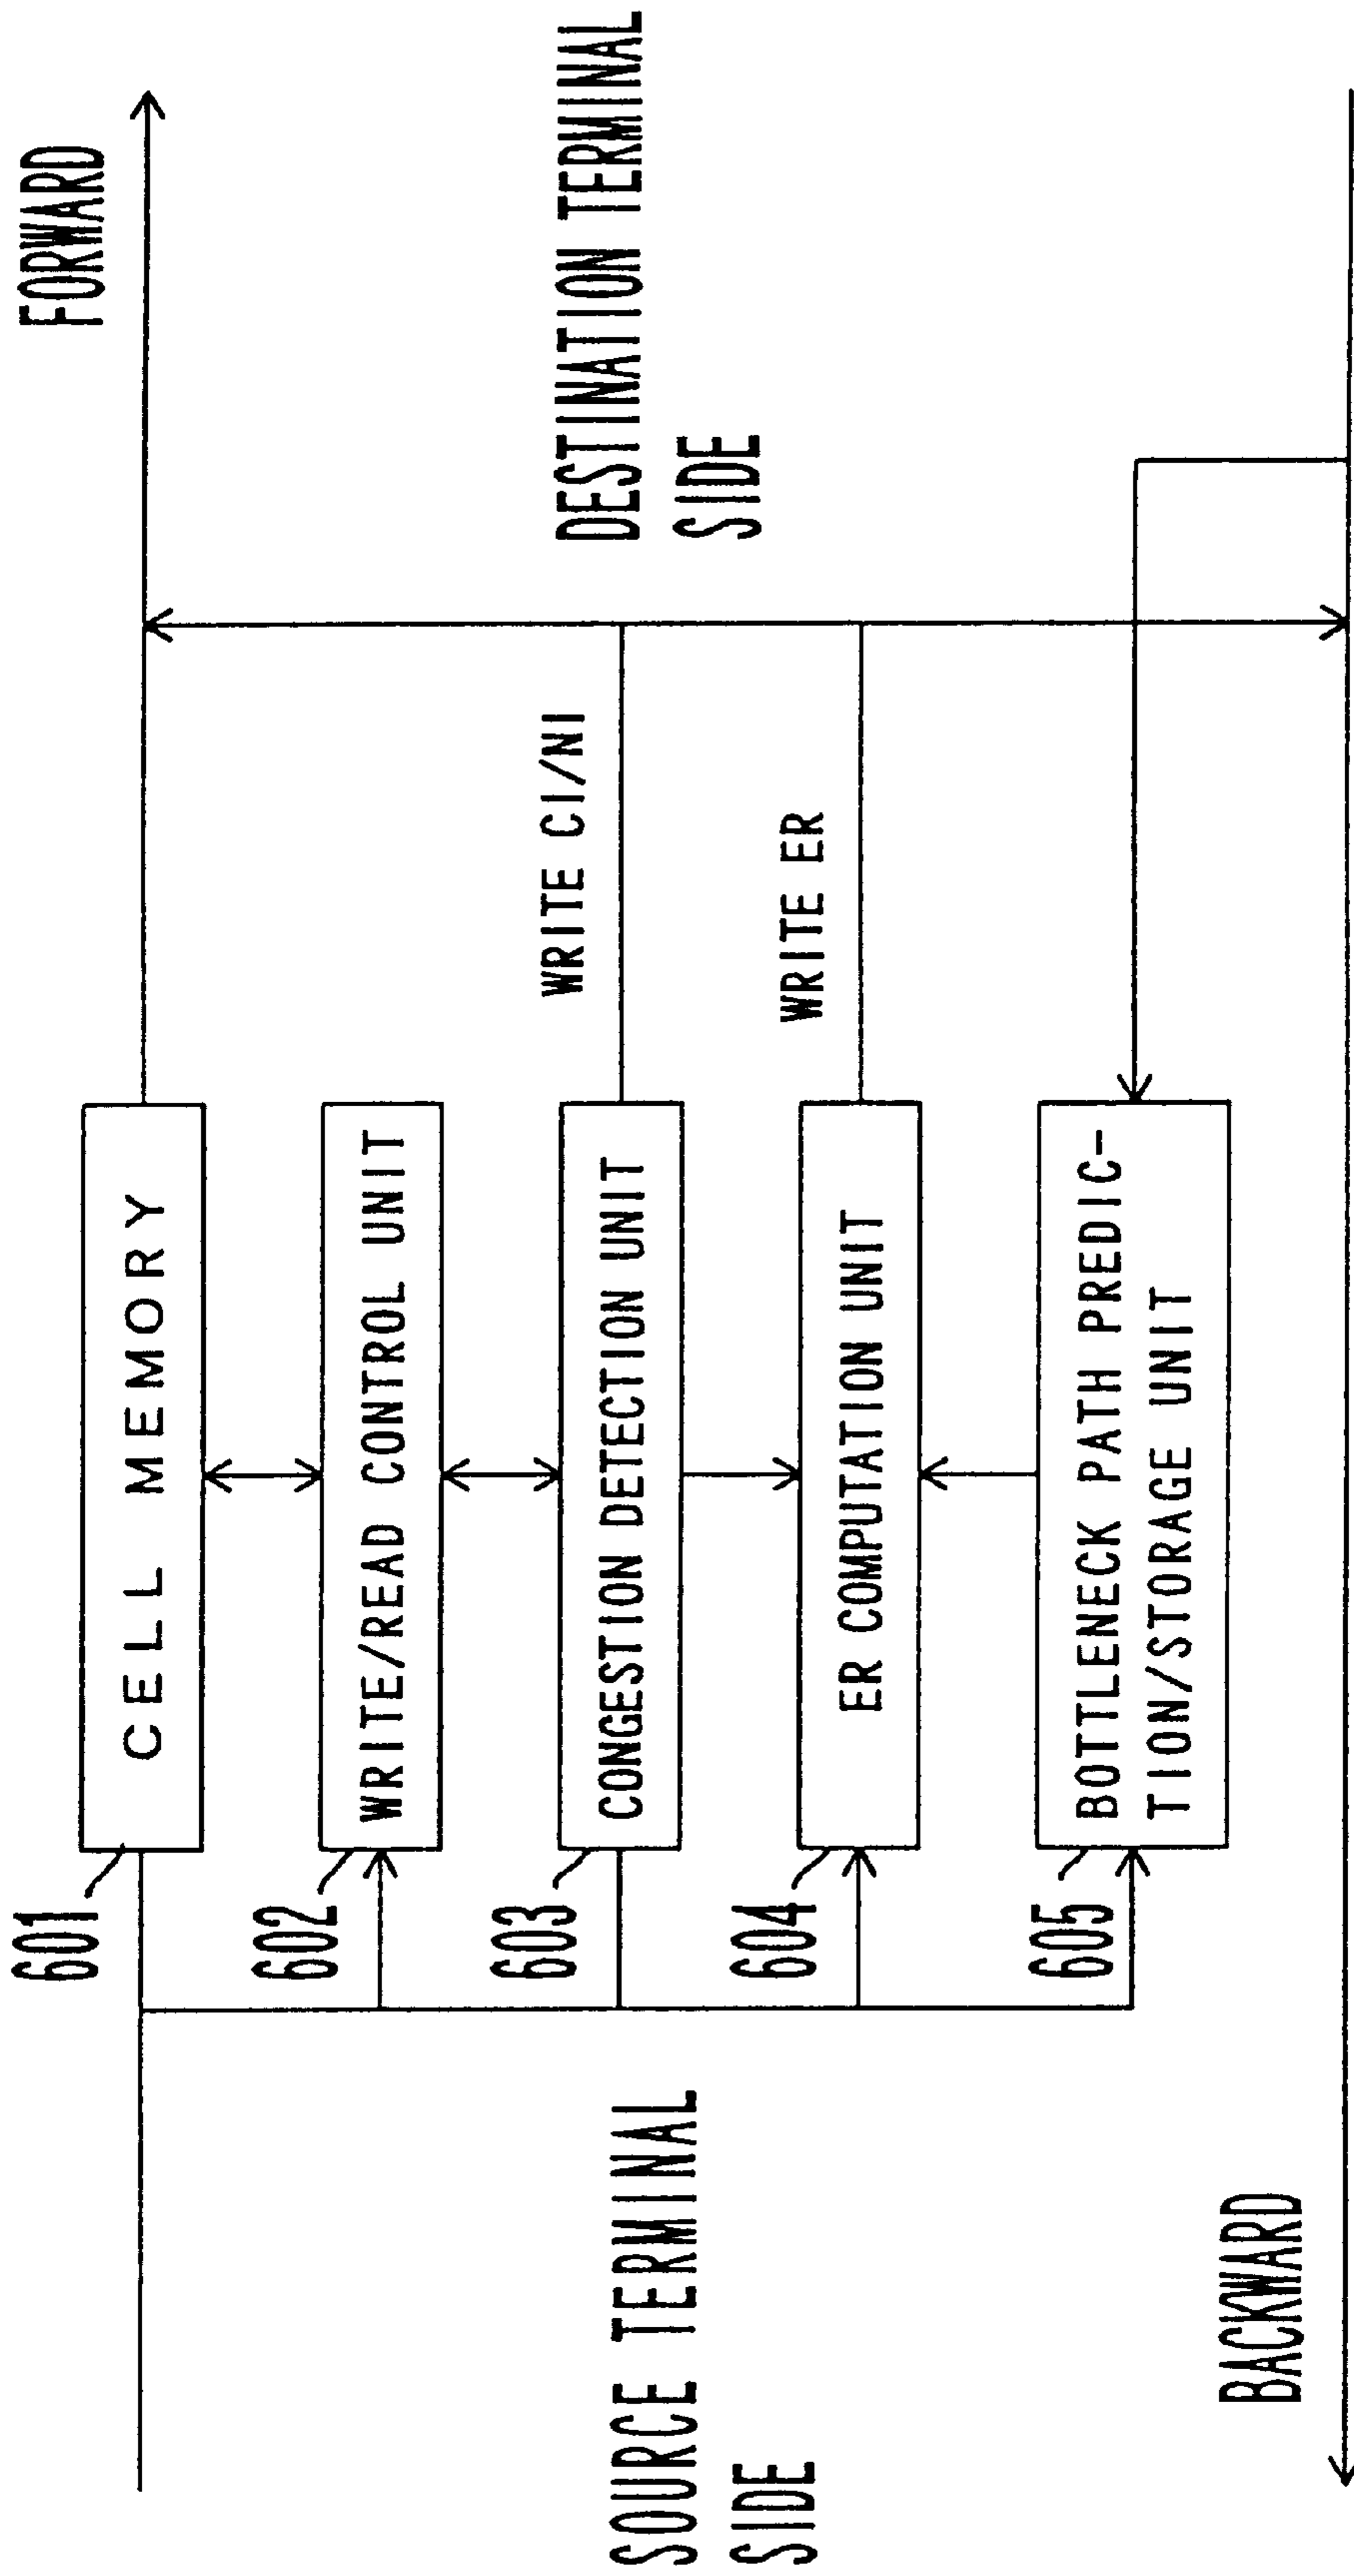 FORWARD
601
CELL MEMORY
602
WRITE/READ CONTROL UNIT
603
CONGESTION DETECTION UNIT
WRITE CI/NI
DESTINATION TERMINAL
SIDE
SOURCE TERMINAL
SIDE
604
ER COMPUTATION UNIT
WRITE ER
605
BOTTLENECK PATH PREDIC-
TION/STORAGE UNIT
BACKWARD